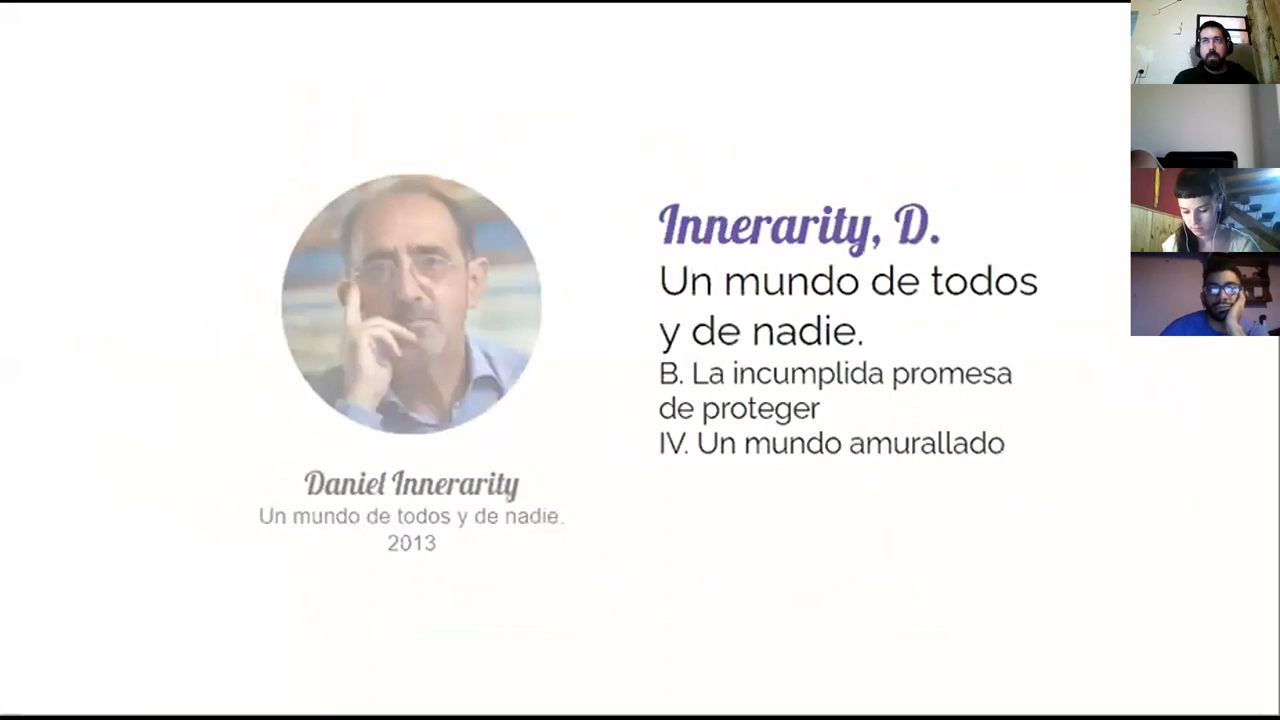 Innerarity, D.
Un mundo de todos
y de nadie.
B. La incumplida promesa
de proteger
IV. Un mundo amurallado
Daniel Innerarity
Un mundo de todos y de nadie.
2013